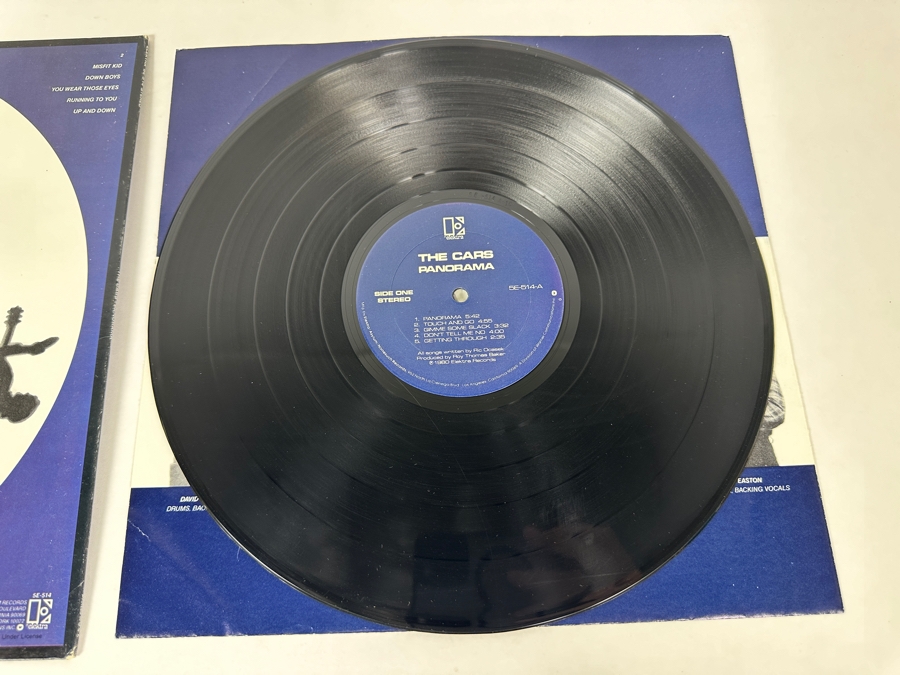 2
MISFIT KID
DOWN BOYS
YOU WEAR THOSE EYES
RUNNING TO YOU
UP AND DOWN
THE CARS
PANORAMA
SIDE ONE
STEREO
5E-514-A
1. PANORAMA 5:42
2. TOUCH AND GO 4:55
3. GIMME SOME SLACK 3:32
4. DON'T TELL ME NO 4:00
5. GETTING THROUGH 2:35
All songs written by Ric Ocasek
Produced by Roy Thomas Baker
℗ 1980 Elektra Records
DAVID
DRUMS, BAC
EASTON
BACKING VOCALS
5E-514
RECORDS
Under License